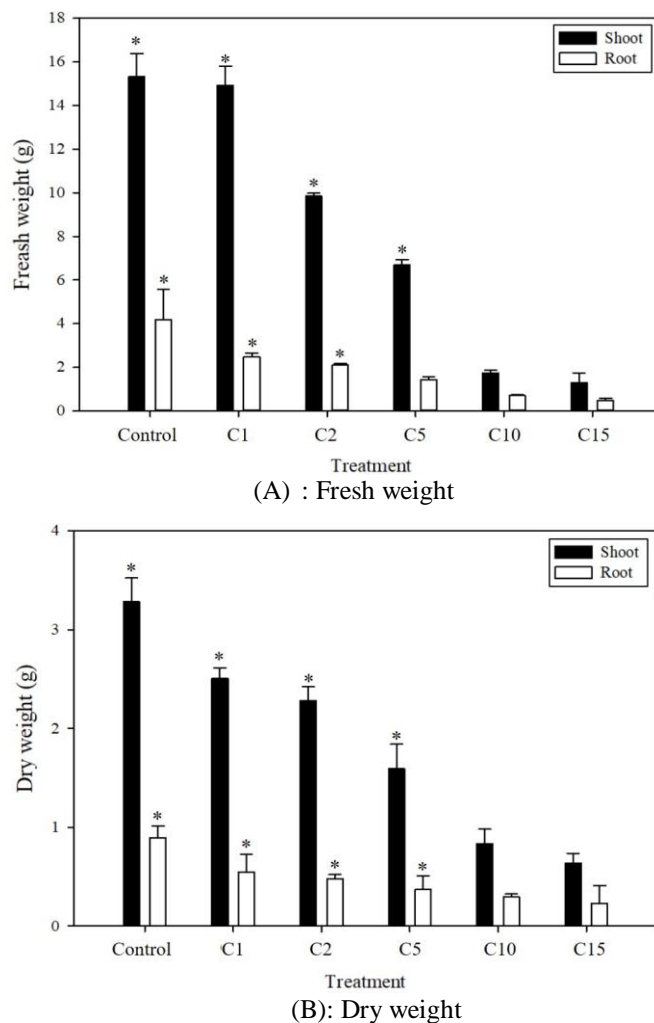 18
16
14
12
10
8
6
4
2
0
Freash weight (g)
Shoot
Root
*
*
*
*
*
*
*
Control C1 C2 C5 C10 C15
Treatment
(A) : Fresh weight
4
3
2
1
0
Dry weight (g)
Shoot
Root
*
*
*
*
*
*
*
*
Control C1 C2 C5 C10 C15
Treatment
(B): Dry weight